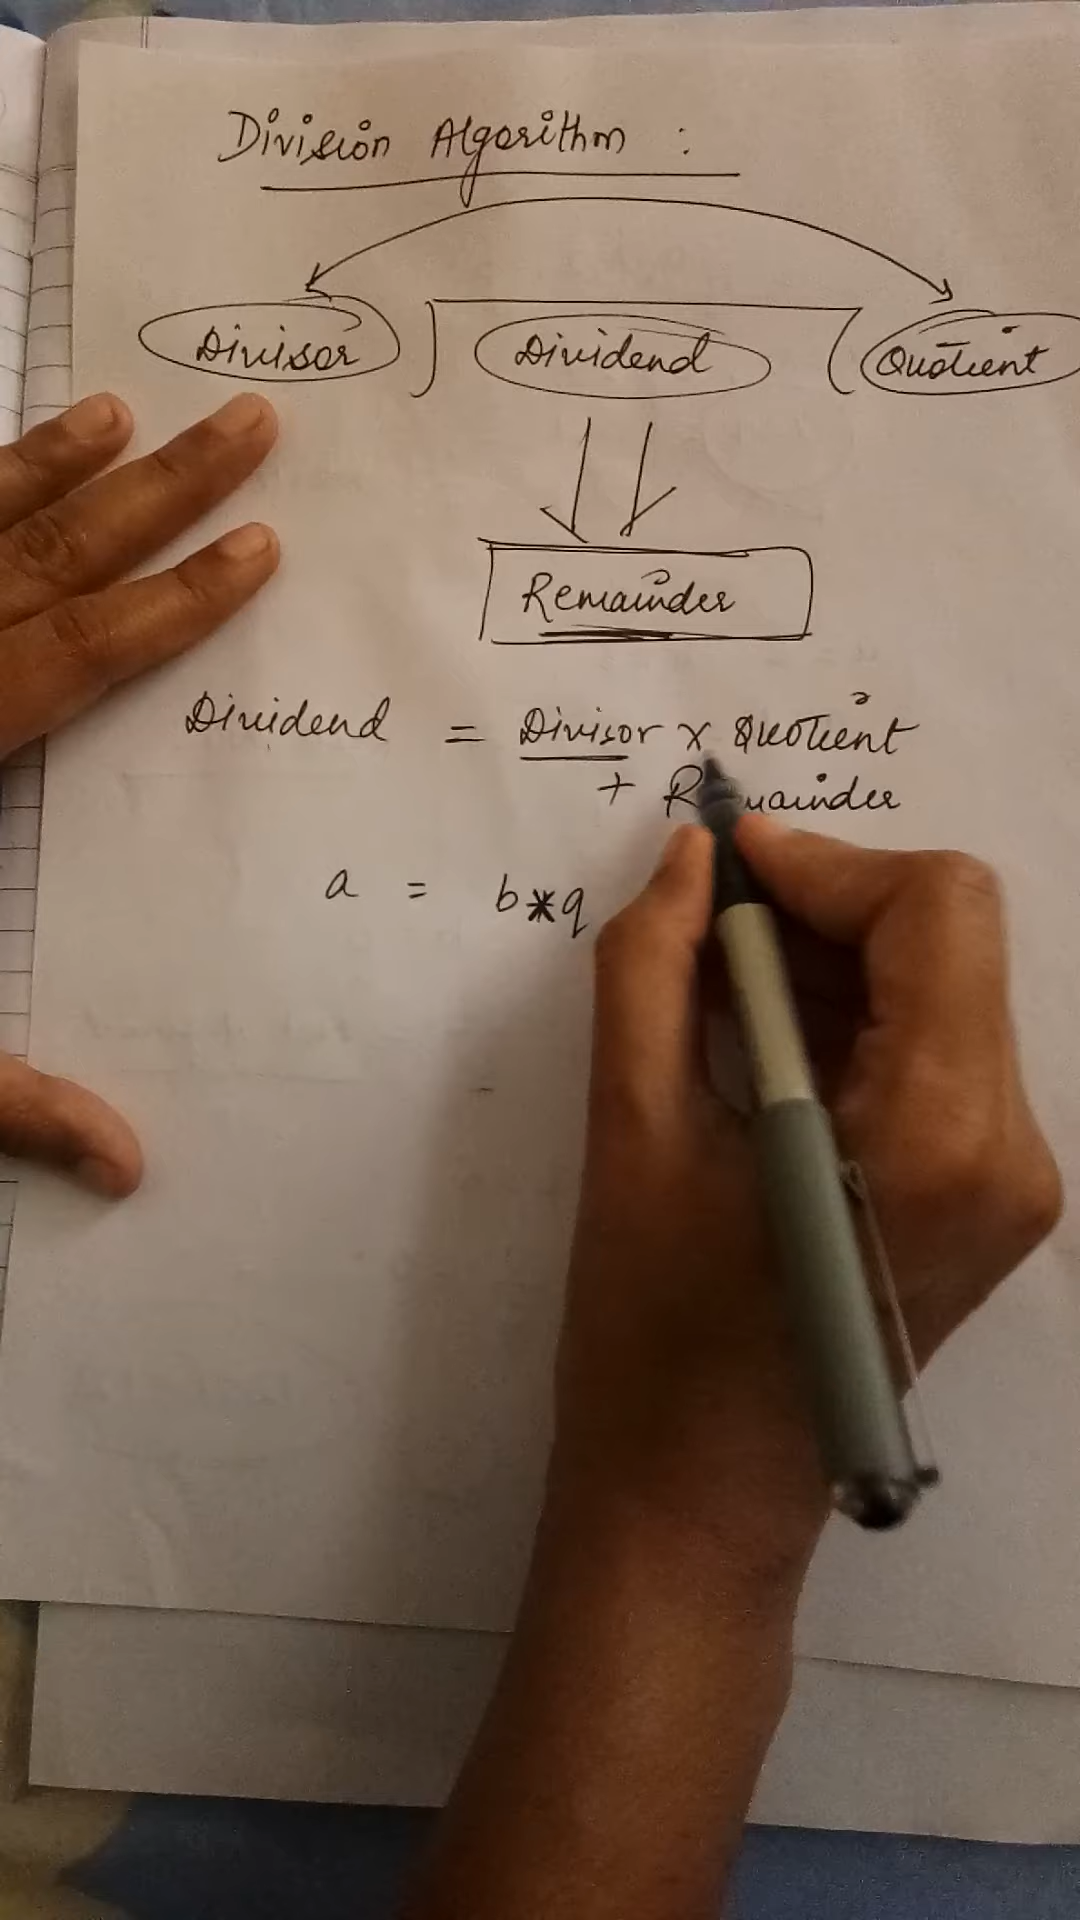 Division Algorithm :
Divisor Dividend Quotient
Remainder
Dividend = Divisor x Quotient
+ Remainder
a = b*q